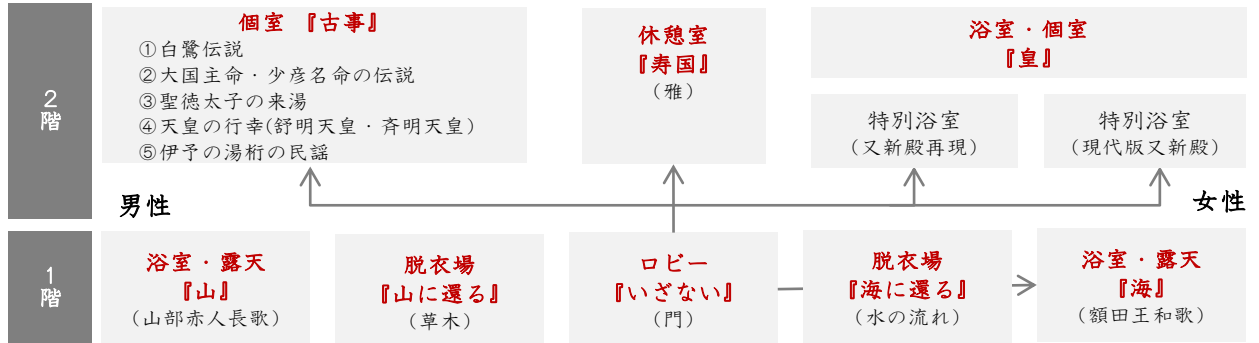 2階
個室 『古事』
①白鷺伝説
②大国主命・少彦名命の伝説
③聖徳太子の来湯
④天皇の行幸(舒明天皇・斉明天皇)
⑤伊予の湯桁の民謡
休憩室
『寿国』
(雅)
浴室・個室
『皇』
特別浴室
(又新殿再現)
特別浴室
(現代版又新殿)
男性
女性
1階
浴室・露天
『山』
(山部赤人長歌)
脱衣場
『山に還る』
(草木)
ロビー
『いざない』
(門)
脱衣場
『海に還る』
(水の流れ)
浴室・露天
『海』
(額田王和歌)